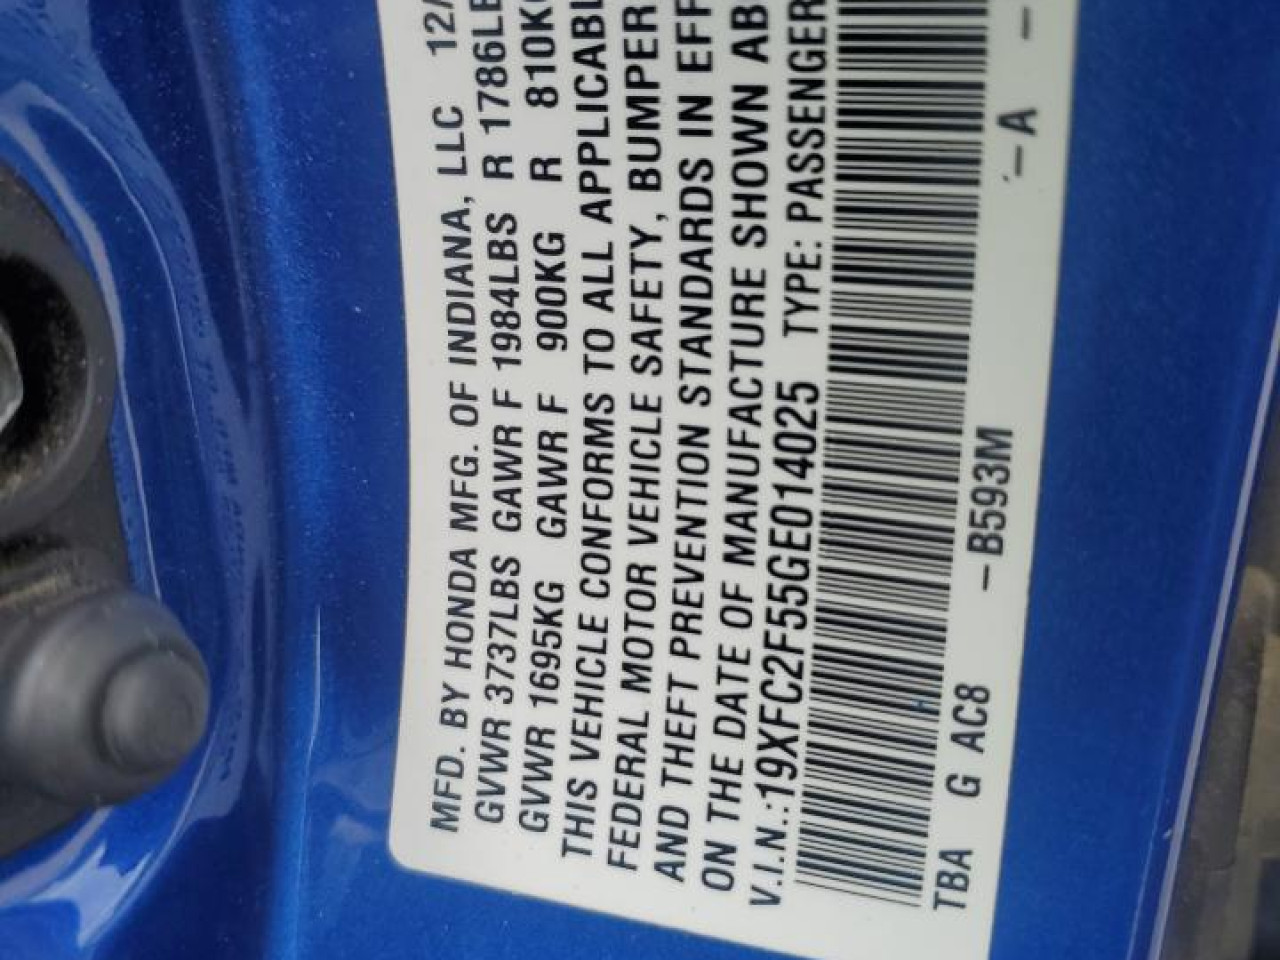 MFD. BY HONDA MFG. OF INDIANA, LLC 12/
GVWR 3737LBS GAWR F 1984LBS R 1786LB
GVWR 1695KG GAWR F 900KG R 810KG
THIS VEHICLE CONFORMS TO ALL APPLICABL
FEDERAL MOTOR VEHICLE SAFETY, BUMPER
AND THEFT PREVENTION STANDARDS IN EFF
ON THE DATE OF MANUFACTURE SHOWN AB
V.I.N.:19XFC2F55GE014025 TYPE: PASSENGER
TBA G AC8 -B593M -A -